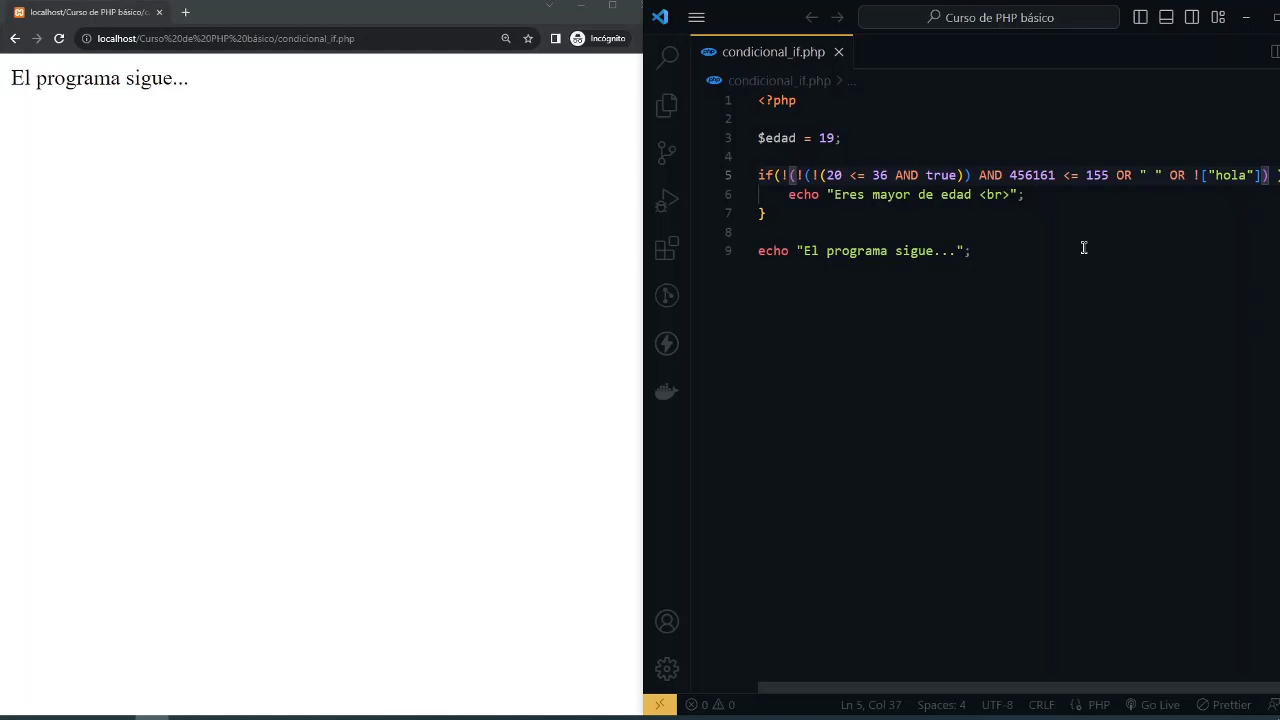 localhost/Curso de PHP básico/c
localhost/Curso%20de%20PHP%20básico/condicional_if.php
Incógnito
El programa sigue...
Curso de PHP básico
condicional_if.php
condicional_if.php > ...
1 <?php
2
3 $edad = 19;
4
5 if(!(!(!(20 <= 36 AND true)) AND 456161 <= 155 OR " " OR !["hola"]) )
6 echo "Eres mayor de edad <br>";
7 }
8
9 echo "El programa sigue...";
0 0
Ln 5, Col 37
Spaces: 4
UTF-8
CRLF
PHP
Go Live
Prettier